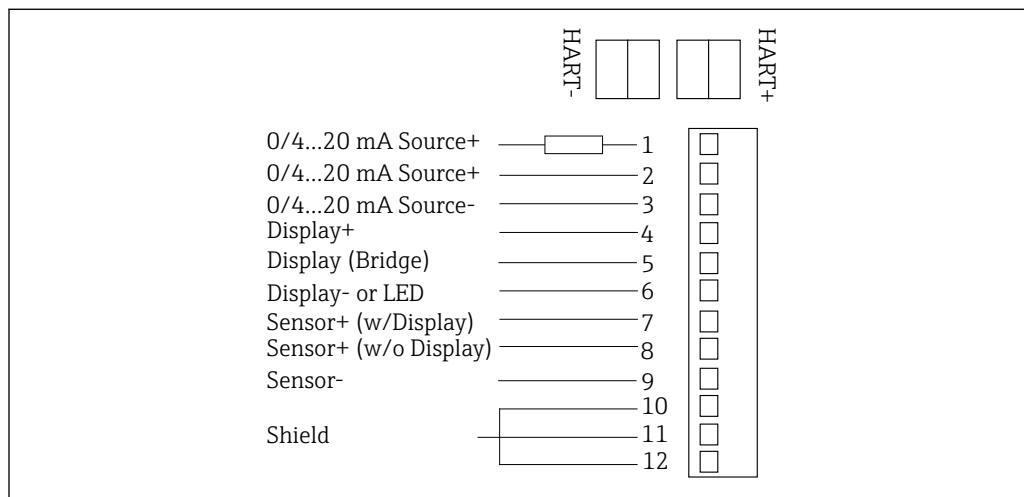 HART-
HART+
0/4...20 mA Source+ 1
0/4...20 mA Source+ 2
0/4...20 mA Source- 3
Display+ 4
Display (Bridge) 5
Display- or LED 6
Sensor+ (w/Display) 7
Sensor+ (w/o Display) 8
Sensor- 9
10
Shield 11
12